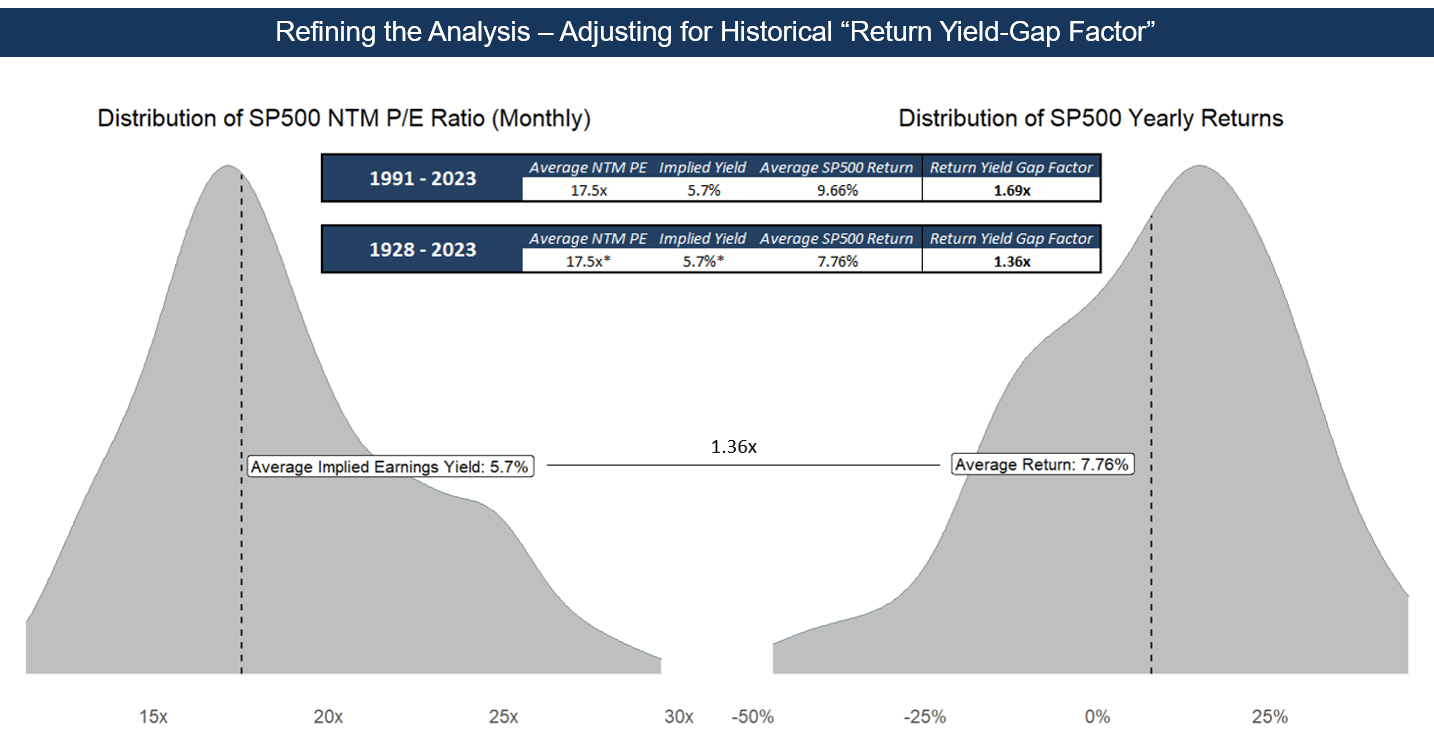 Refining the Analysis – Adjusting for Historical “Return Yield-Gap Factor”
Distribution of SP500 NTM P/E Ratio (Monthly)
Distribution of SP500 Yearly Returns
1991 - 2023
Average NTM PE Implied Yield Average SP500 Return Return Yield Gap Factor
17.5x 5.7% 9.66% 1.69x
1928 - 2023
Average NTM PE Implied Yield Average SP500 Return Return Yield Gap Factor
17.5x* 5.7%* 7.76% 1.36x
1.36x
Average Implied Earnings Yield: 5.7%
Average Return: 7.76%
15x 20x 25x 30x -50% -25% 0% 25%